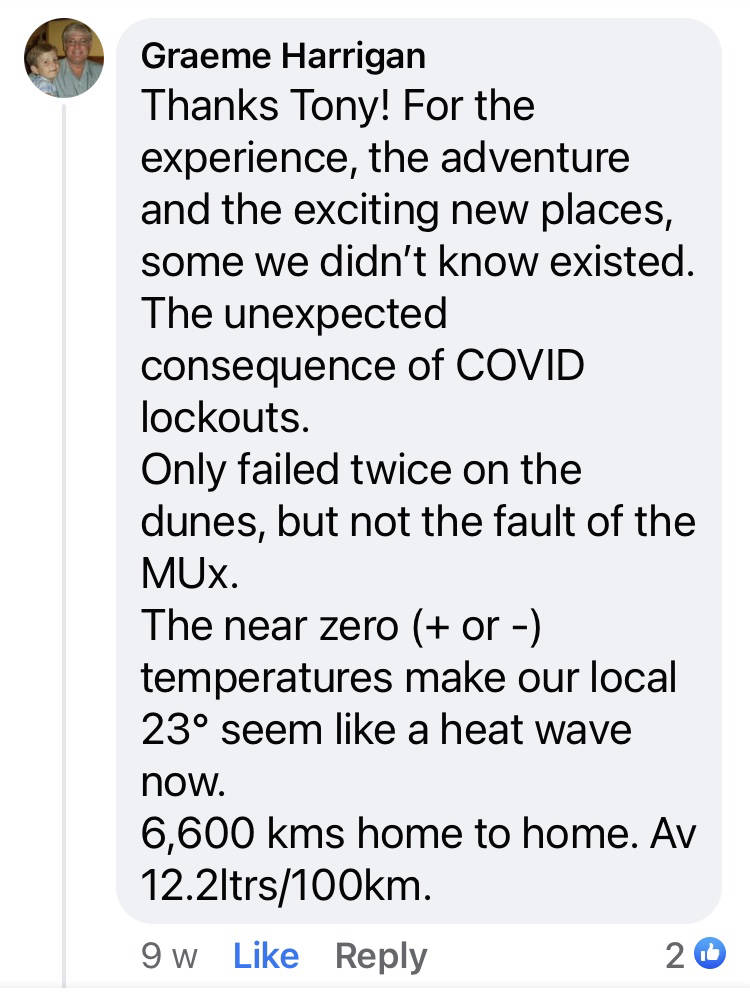 Graeme Harrigan
Thanks Tony! For the
experience, the adventure
and the exciting new places,
some we didn't know existed.
The unexpected
consequence of COVID
lockouts.
Only failed twice on the
dunes, but not the fault of the
MUx.
The near zero (+ or -)
temperatures make our local
23° seem like a heat wave
now.
6,600 kms home to home. Av
12.2ltrs/100km.
9 w Like Reply 2